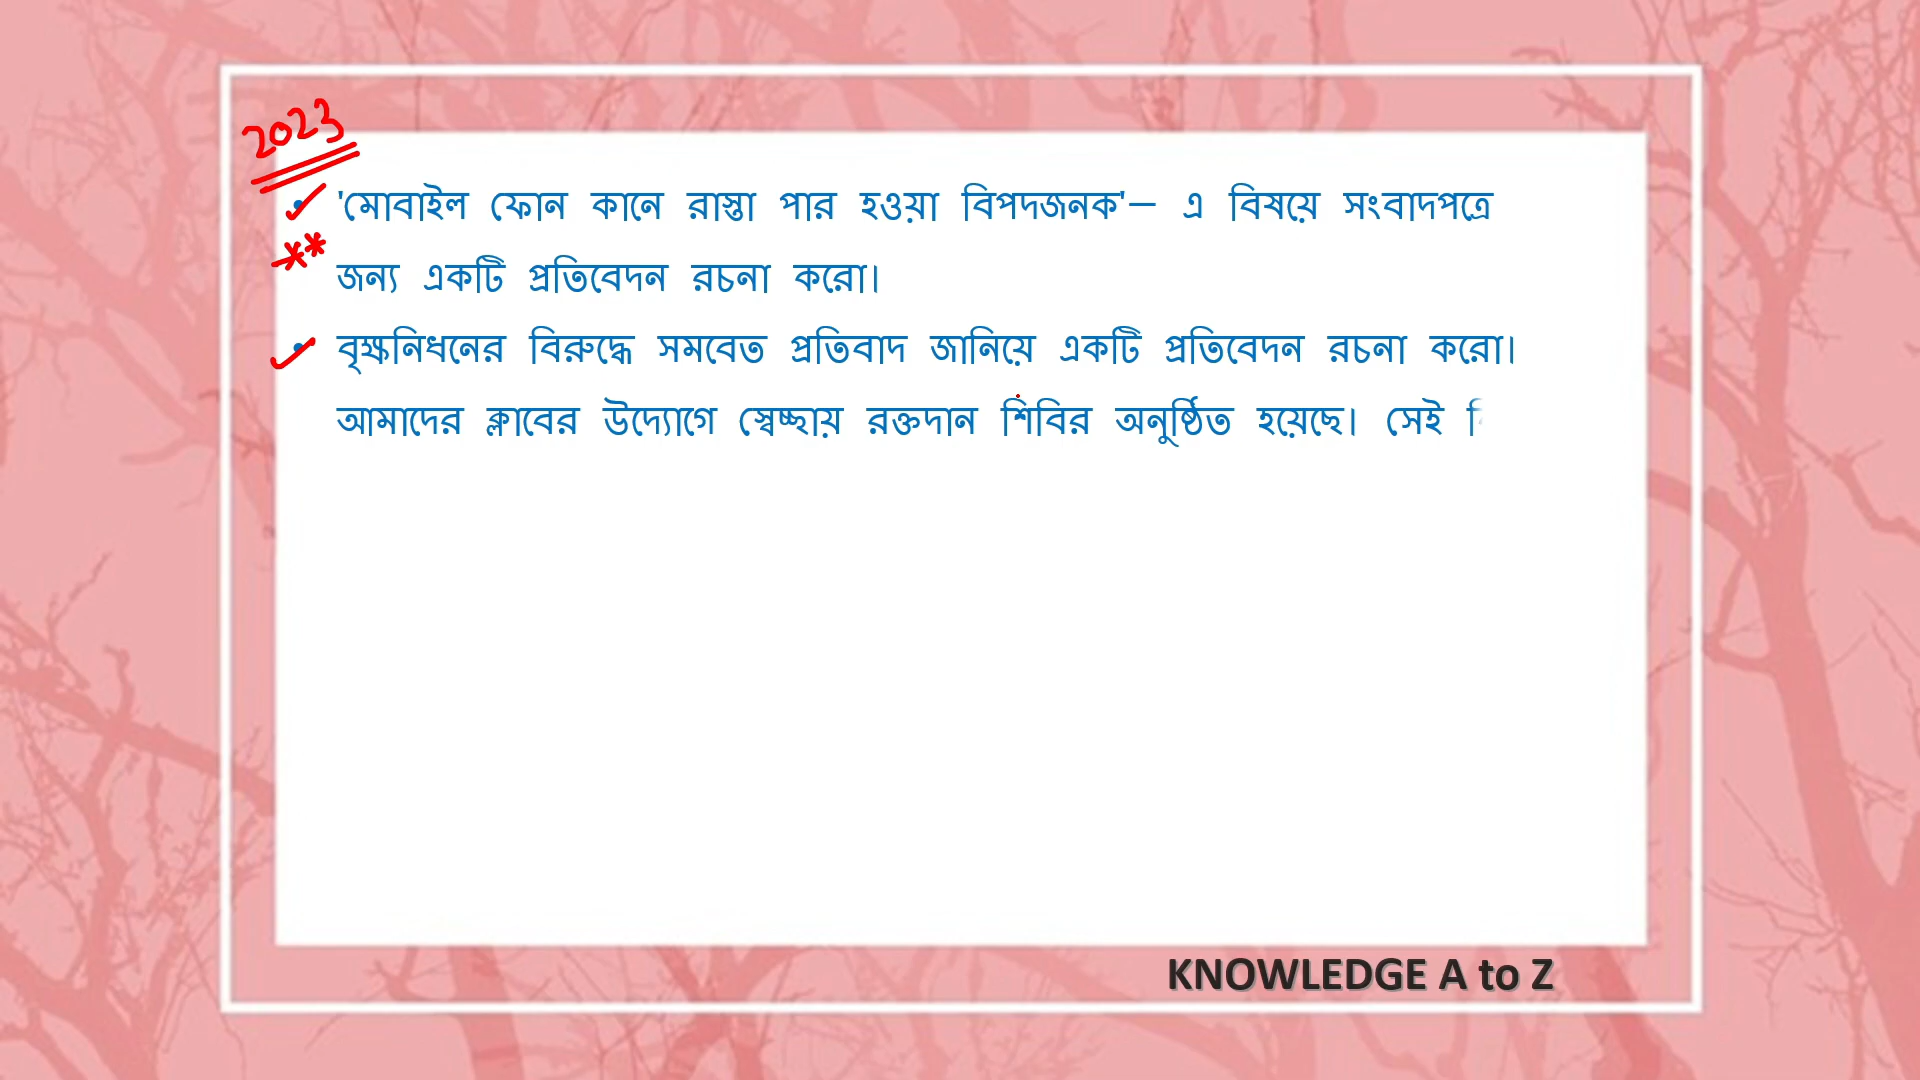 2023
'মোবাইল ফোন কানে রাস্তা পার হওয়া বিপদজনক'— এ বিষয়ে সংবাদপত্রে
**
জন্য একটি প্রতিবেদন রচনা করো।
বৃক্ষনিধনের বিরুদ্ধে সমবেত প্রতিবাদ জানিয়ে একটি প্রতিবেদন রচনা করো।
আমাদের ক্লাবের উদ্যোগে স্বেচ্ছায় রক্তদান শিবির অনুষ্ঠিত হয়েছে। সেই
KNOWLEDGE A to Z